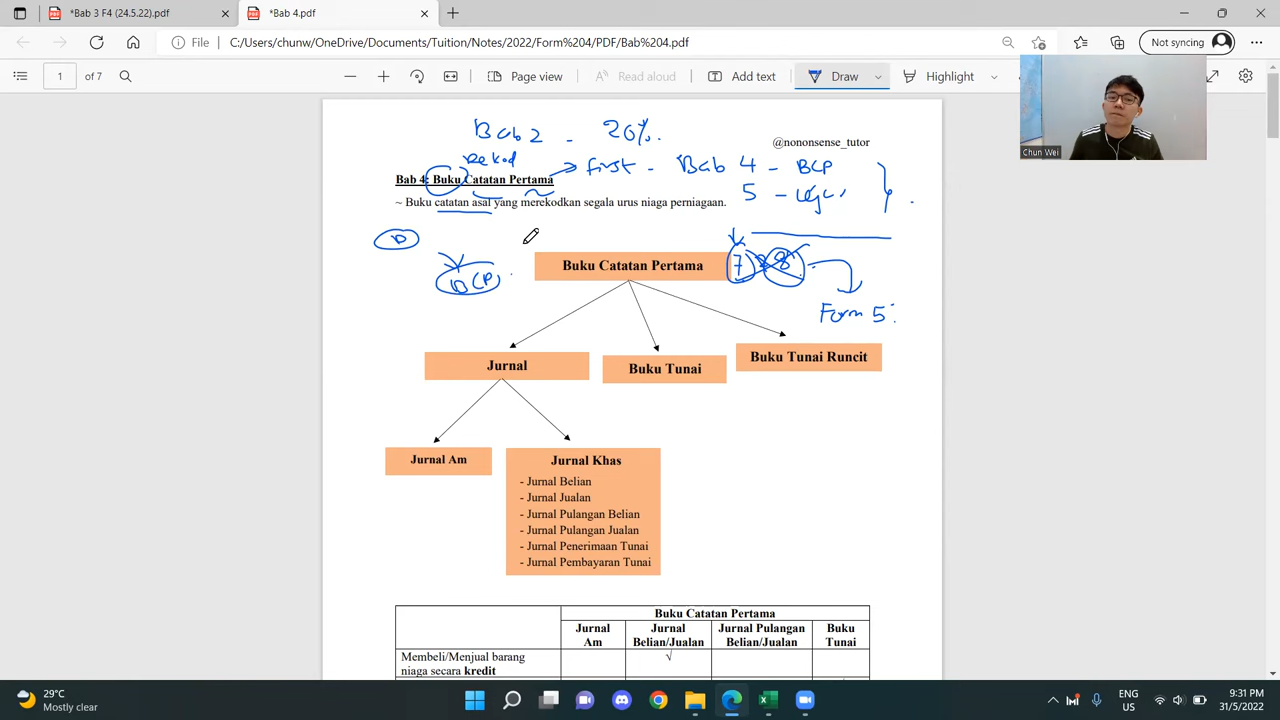 *Bab 3 F4 (24.5.22).pdf
*Bab 4.pdf
File
C:/Users/chunw/OneDrive/Documents/Tuition/Notes/2022/Form%204/PDF/Bab%204.pdf
Not syncing
1 of 7
Page view
Read aloud
Add text
Draw
Highlight
Chun Wei
Bab 2 - 20%.
@nononsense_tutor
Rekod
first - Bab 4 - BCP
Bab 4: Buku Catatan Pertama
5 -
~ Buku catatan asal yang merekodkan segala urus niaga perniagaan.
D
Buku Catatan Pertama
7 2 8
BCP
Form 5
Jurnal
Buku Tunai
Buku Tunai Runcit
Jurnal Am
Jurnal Khas
- Jurnal Belian
- Jurnal Jualan
- Jurnal Pulangan Belian
- Jurnal Pulangan Jualan
- Jurnal Penerimaan Tunai
- Jurnal Pembayaran Tunai
Buku Catatan Pertama
Jurnal Am
Jurnal Belian/Jualan
Jurnal Pulangan Belian/Jualan
Buku Tunai
Membeli/Menjual barang
niaga secara kredit
√
29°C
Mostly clear
ENG
US
9:31 PM
31/5/2022